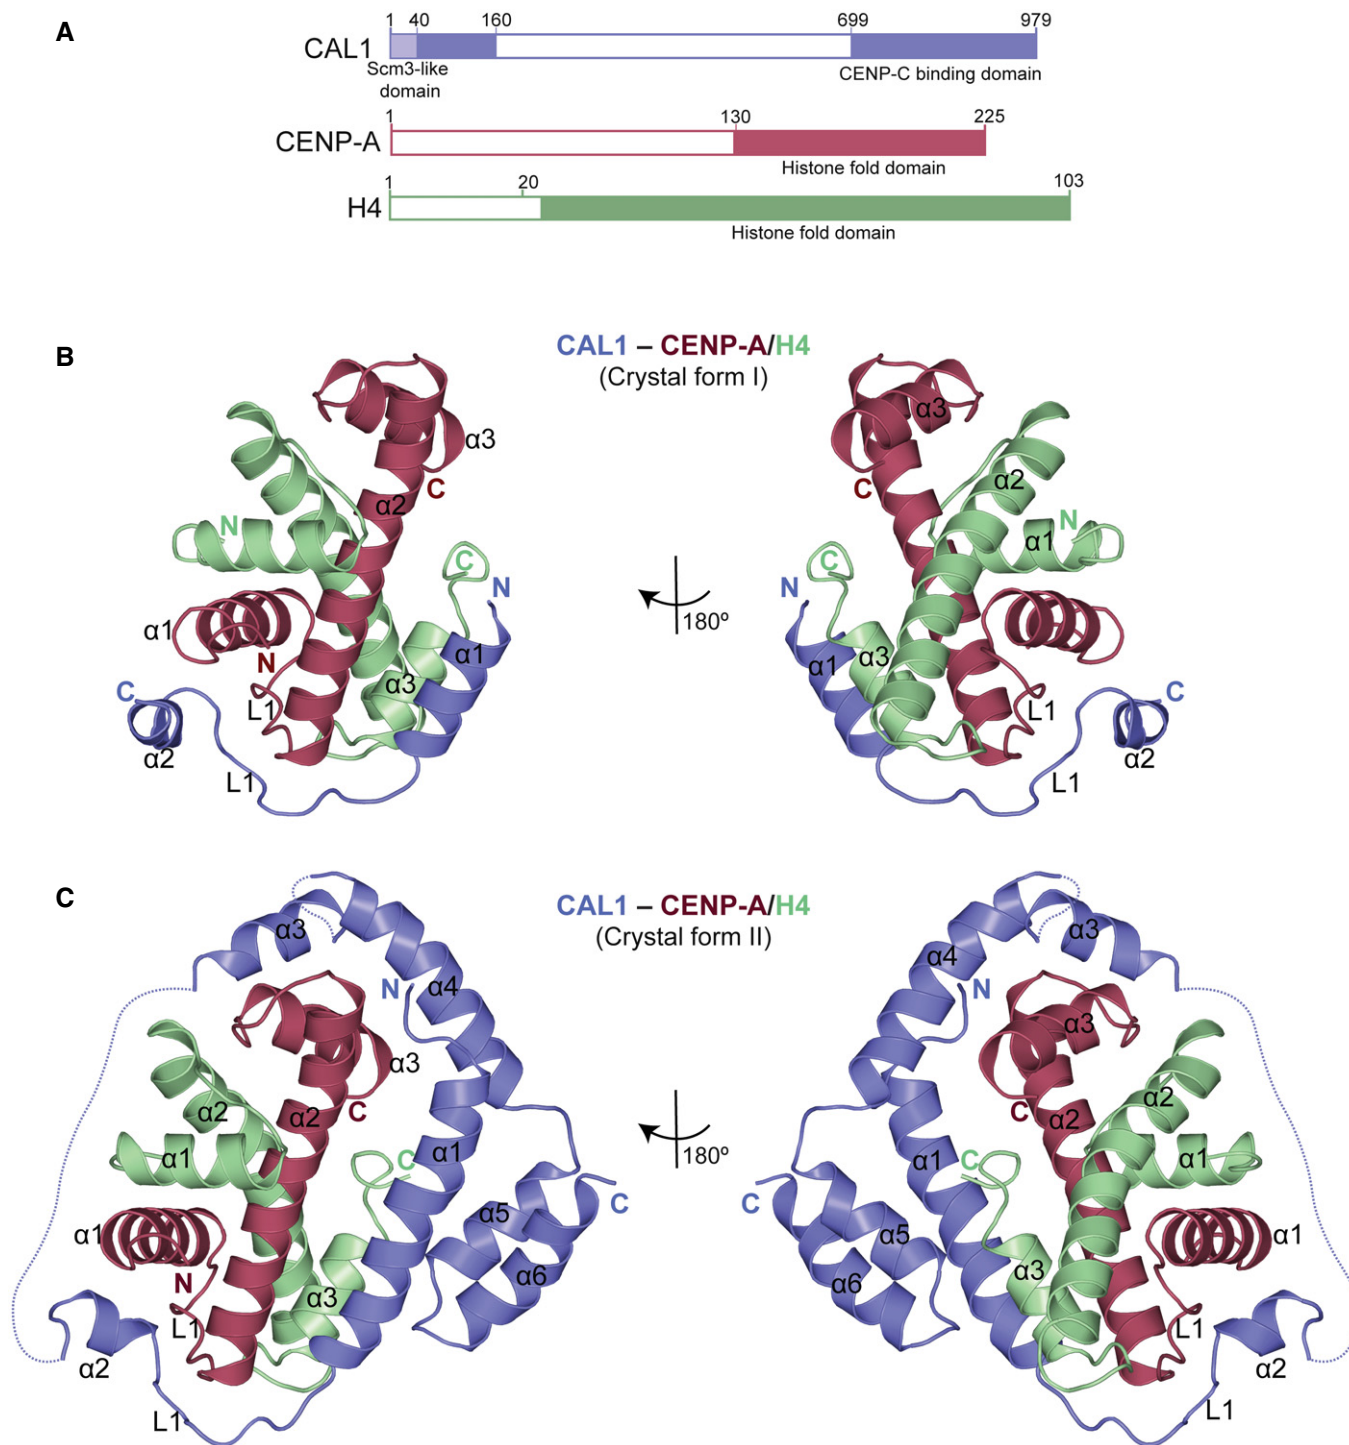 A
1 40 160 699 979
CAL1
Scm3-like
domain
CENP-C binding domain
1 130 225
CENP-A
Histone fold domain
1 20 103
H4
Histone fold domain
B
CAL1 – CENP-A/H4
(Crystal form I)
α3
C
α2
N
C
N
α1
α1
N
α3
C
L1
α2
L1
180º
α3
α2
C
N
α1
C
N
α1
α3
L1
C
α2
L1
C
CAL1 – CENP-A/H4
(Crystal form II)
α3
N
α4
α3
α2
α2
C
α1
C
α1
C
α5
α1
α6
N
α3
L1
α2
L1
180º
α4
α3
N
α3
C
α2
α2
α1
C
α1
C
α5
α1
α6
α3
L1
α2
L1